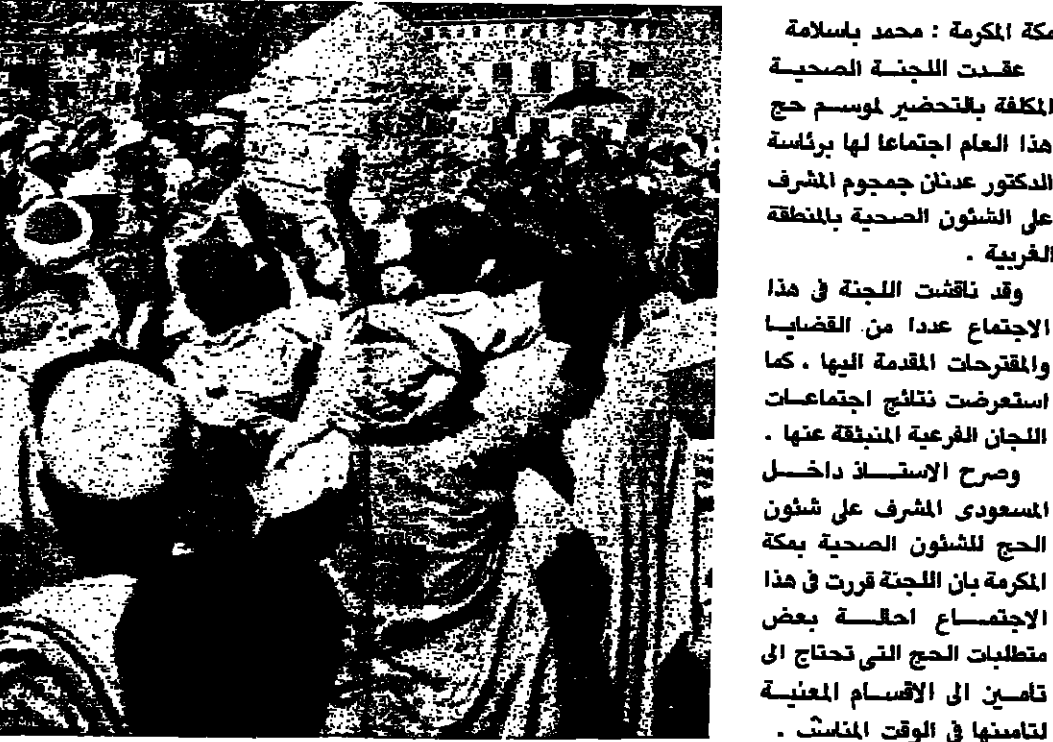 مكة المكرمة : محمد باسلامة
عقدت اللجنة الصحية
المكلفة بالتحضير لموسم حج
هذا العام اجتماعا لها برئاسة
الدكتور عدنان جمجوم المشرف
على الشئون الصحية بالمنطقة
الغربية .
وقد ناقشت اللجنة في هذا
الاجتماع عددا من القضايا
والمقترحات المقدمة اليها ، كما
استعرضت نتائج اجتماعات
اللجان الفرعية المنبثقة عنها .
وصرح الاستاذ داخل
المسعودى المشرف على شئون
الحج للشئون الصحية بمكة
المكرمة بان اللجنة قررت في هذا
الاجتماع احالة بعض
متطلبات الحج التي تحتاج الى
تأمين الى الاقسام المعنية
لتامينها في الوقت المناسب .